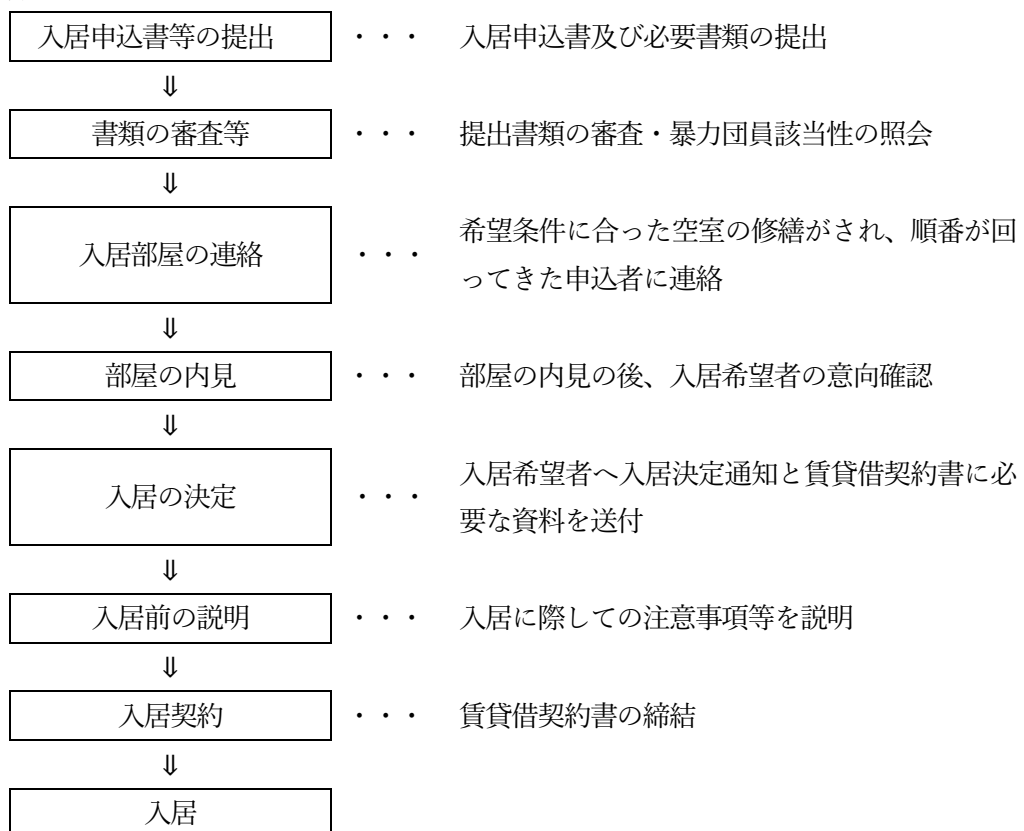 入居申込書等の提出 ・・・ 入居申込書及び必要書類の提出
⇓
書類の審査等 ・・・ 提出書類の審査・暴力団員該当性の照会
⇓
入居部屋の連絡 ・・・ 希望条件に合った空室の修繕がされ、順番が回
ってきた申込者に連絡
⇓
部屋の内見 ・・・ 部屋の内見の後、入居希望者の意向確認
⇓
入居の決定 ・・・ 入居希望者へ入居決定通知と賃貸借契約書に必
要な資料を送付
⇓
入居前の説明 ・・・ 入居に際しての注意事項等を説明
⇓
入居契約 ・・・ 賃貸借契約書の締結
⇓
入居